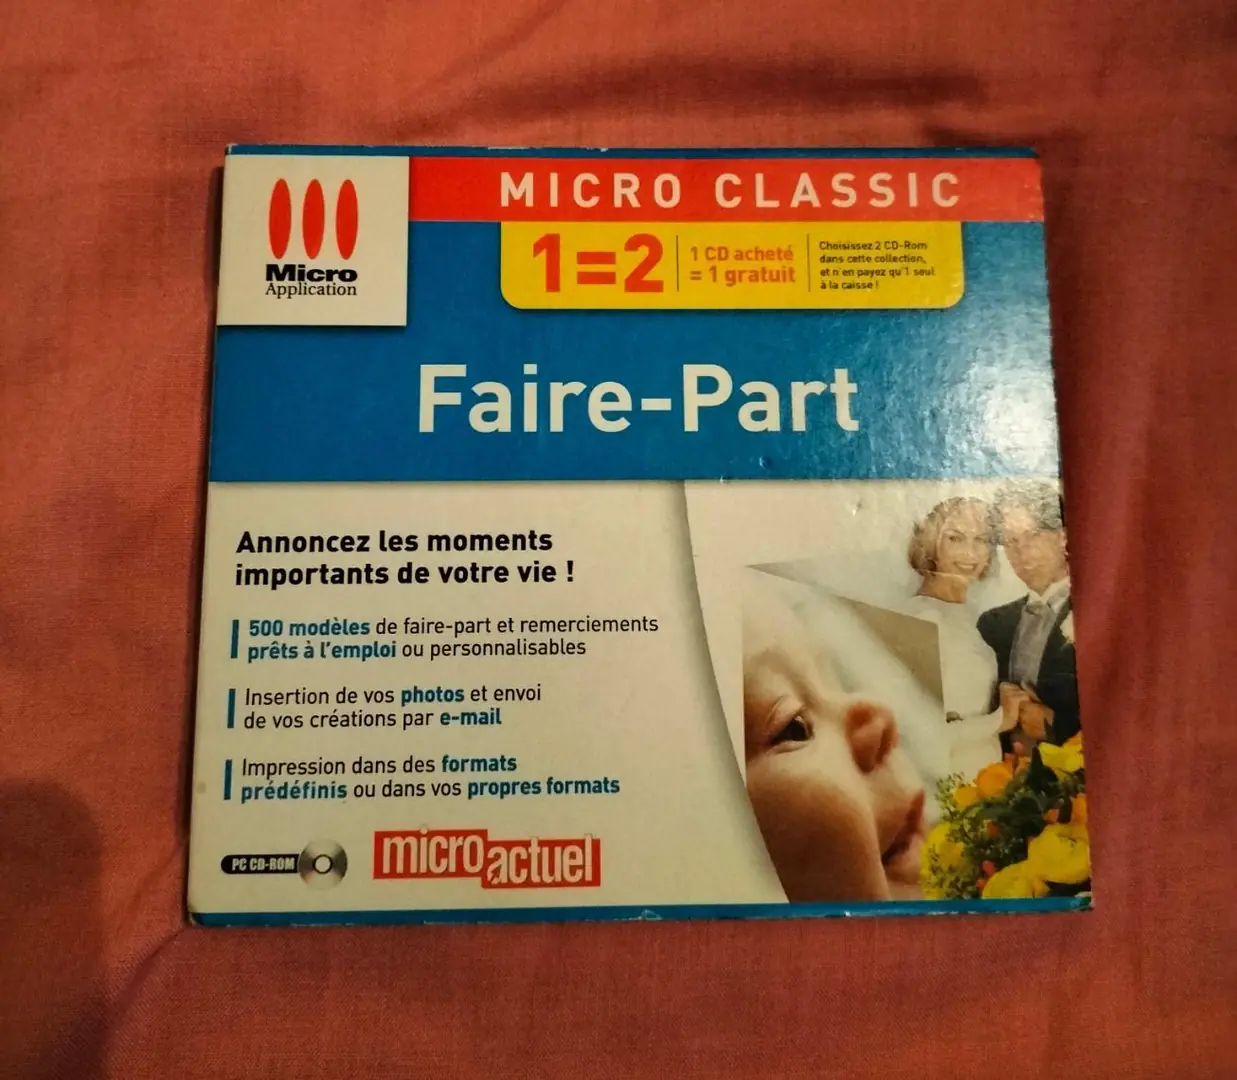 MICRO CLASSIC
Micro
Application
1=2
1 CD acheté
= 1 gratuit
Choisissez 2 CD-Rom
dans cette collection,
et n'en payez qu'1 seul
à la caisse !
Faire-Part
Annoncez les moments
importants de votre vie !
500 modèles de faire-part et remerciements
prêts à l'emploi ou personnalisables
Insertion de vos photos et envoi
de vos créations par e-mail
Impression dans des formats
prédéfinis ou dans vos propres formats
PC CD-ROM
micro actuel